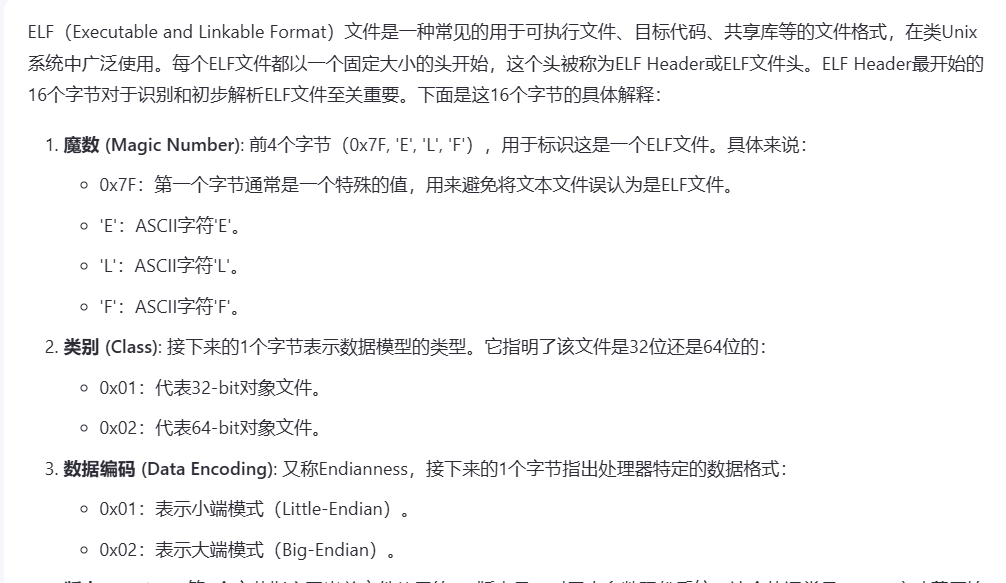 ELF（Executable and Linkable Format）文件是一种常见的用于可执行文件、目标代码、共享库等的文件格式，在类Unix
系统中广泛使用。每个ELF文件都以一个固定大小的头开始，这个头被称为ELF Header或ELF文件头。ELF Header最开始的
16个字节对于识别和初步解析ELF文件至关重要。下面是这16个字节的具体解释：
1. 魔数 (Magic Number): 前4个字节（0x7F, 'E', 'L', 'F'），用于标识这是一个ELF文件。具体来说：
○ 0x7F：第一个字节通常是一个特殊的值，用来避免将文本文件误认为是ELF文件。
○ 'E'：ASCII字符'E'。
○ 'L'：ASCII字符'L'。
○ 'F'：ASCII字符'F'。
2. 类别 (Class): 接下来的1个字节表示数据模型的类型。它指明了该文件是32位还是64位的：
○ 0x01：代表32-bit对象文件。
○ 0x02：代表64-bit对象文件。
3. 数据编码 (Data Encoding): 又称Endianness，接下来的1个字节指出处理器特定的数据格式：
○ 0x01：表示小端模式（Little-Endian）。
○ 0x02：表示大端模式（Big-Endian）。